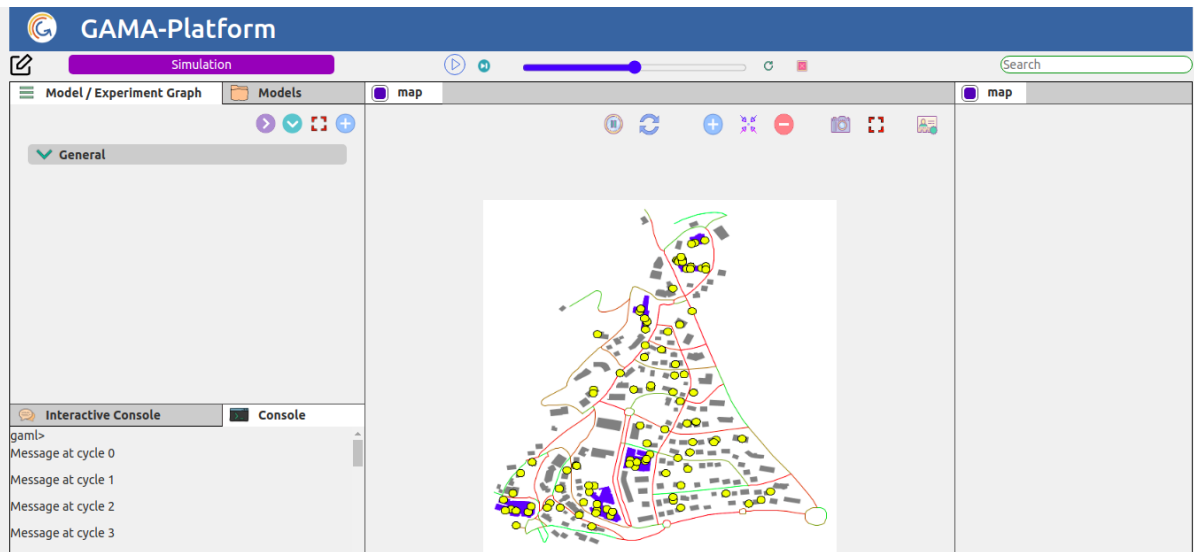 GAMA-Platform
Simulation
Search
Model / Experiment Graph
Models
map
map
General
Interactive Console
Console
gaml>
Message at cycle 0
Message at cycle 1
Message at cycle 2
Message at cycle 3